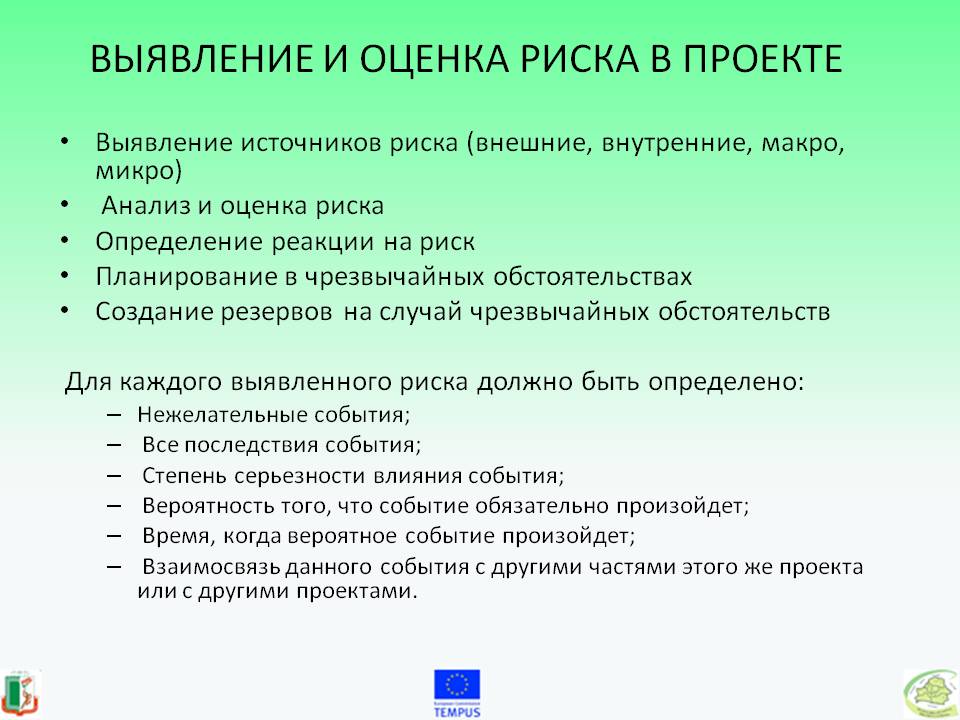 ВЫЯВЛЕНИЕ И ОЦЕНКА РИСКА В ПРОЕКТЕ
• Выявление источников риска (внешние, внутренние, макро,
микро)
• Анализ и оценка риска
• Определение реакции на риск
• Планирование в чрезвычайных обстоятельствах
• Создание резервов на случай чрезвычайных обстоятельств
Для каждого выявленного риска должно быть определено:
– Нежелательные события;
– Все последствия события;
– Степень серьезности влияния события;
– Вероятность того, что событие обязательно произойдет;
– Время, когда вероятное событие произойдет;
– Взаимосвязь данного события с другими частями этого же проекта
или с другими проектами.
TEMPUS